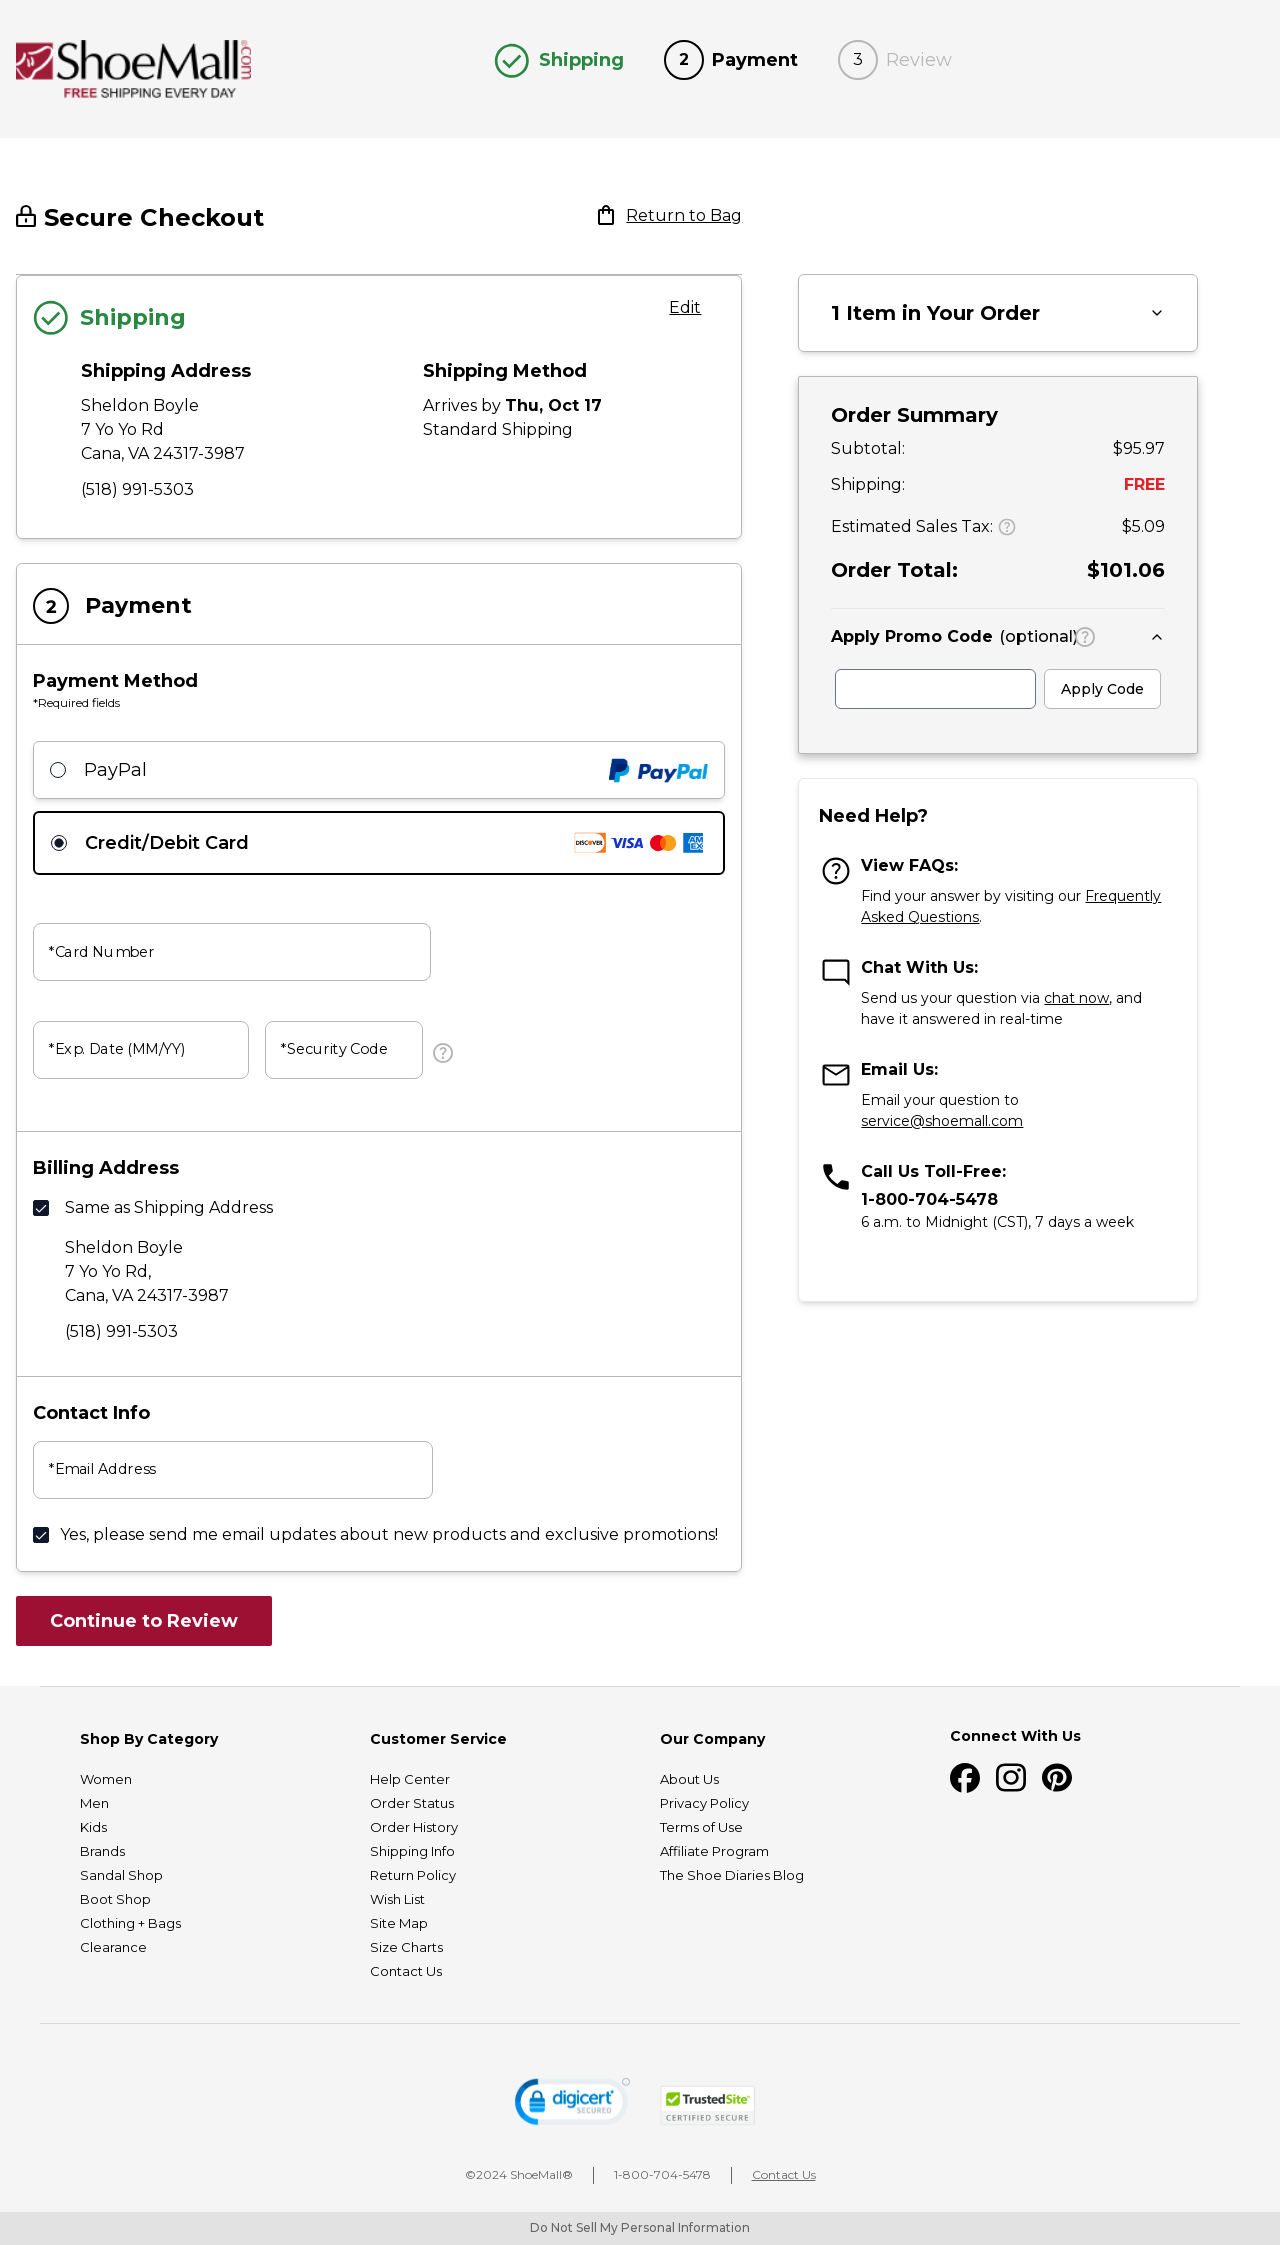 ShoeMall.com
FREE SHIPPING EVERY DAY
Shipping
2 Payment
3 Review
Secure Checkout
Return to Bag
Shipping
Edit
Shipping Address
Sheldon Boyle
7 Yo Yo Rd
Cana, VA 24317-3987
(518) 991-5303
Shipping Method
Arrives by Thu, Oct 17
Standard Shipping
2 Payment
Payment Method
*Required fields
PayPal
PayPal
Credit/Debit Card
DISCOVER VISA AMEX
*Card Number
*Exp. Date (MM/YY)
*Security Code
?
Billing Address
Same as Shipping Address
Sheldon Boyle
7 Yo Yo Rd,
Cana, VA 24317-3987
(518) 991-5303
Contact Info
*Email Address
Yes, please send me email updates about new products and exclusive promotions!
Continue to Review
1 Item in Your Order
Order Summary
Subtotal: $95.97
Shipping: FREE
Estimated Sales Tax: ? $5.09
Order Total: $101.06
Apply Promo Code (optional) ?
Apply Code
Need Help?
? View FAQs:
Find your answer by visiting our Frequently
Asked Questions.
Chat With Us:
Send us your question via chat now, and
have it answered in real-time
Email Us:
Email your question to
service@shoemall.com
Call Us Toll-Free:
1-800-704-5478
6 a.m. to Midnight (CST), 7 days a week
Shop By Category
Women
Men
Kids
Brands
Sandal Shop
Boot Shop
Clothing + Bags
Clearance
Customer Service
Help Center
Order Status
Order History
Shipping Info
Return Policy
Wish List
Site Map
Size Charts
Contact Us
Our Company
About Us
Privacy Policy
Terms of Use
Affiliate Program
The Shoe Diaries Blog
Connect With Us
digicert
SECURED
TrustedSite
CERTIFIED SECURE
©2024 ShoeMall®
1-800-704-5478
Contact Us
Do Not Sell My Personal Information